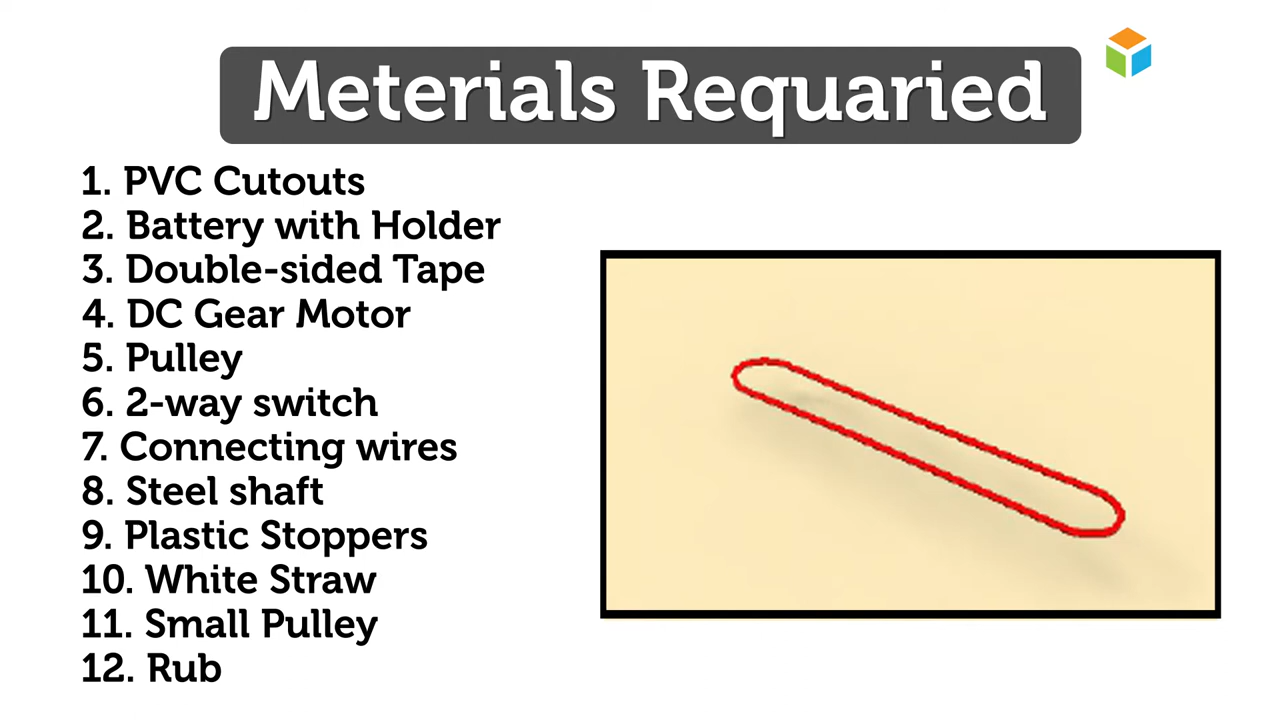 Meterials Requaried
1. PVC Cutouts
2. Battery with Holder
3. Double-sided Tape
4. DC Gear Motor
5. Pulley
6. 2-way switch
7. Connecting wires
8. Steel shaft
9. Plastic Stoppers
10. White Straw
11. Small Pulley
12. Rub